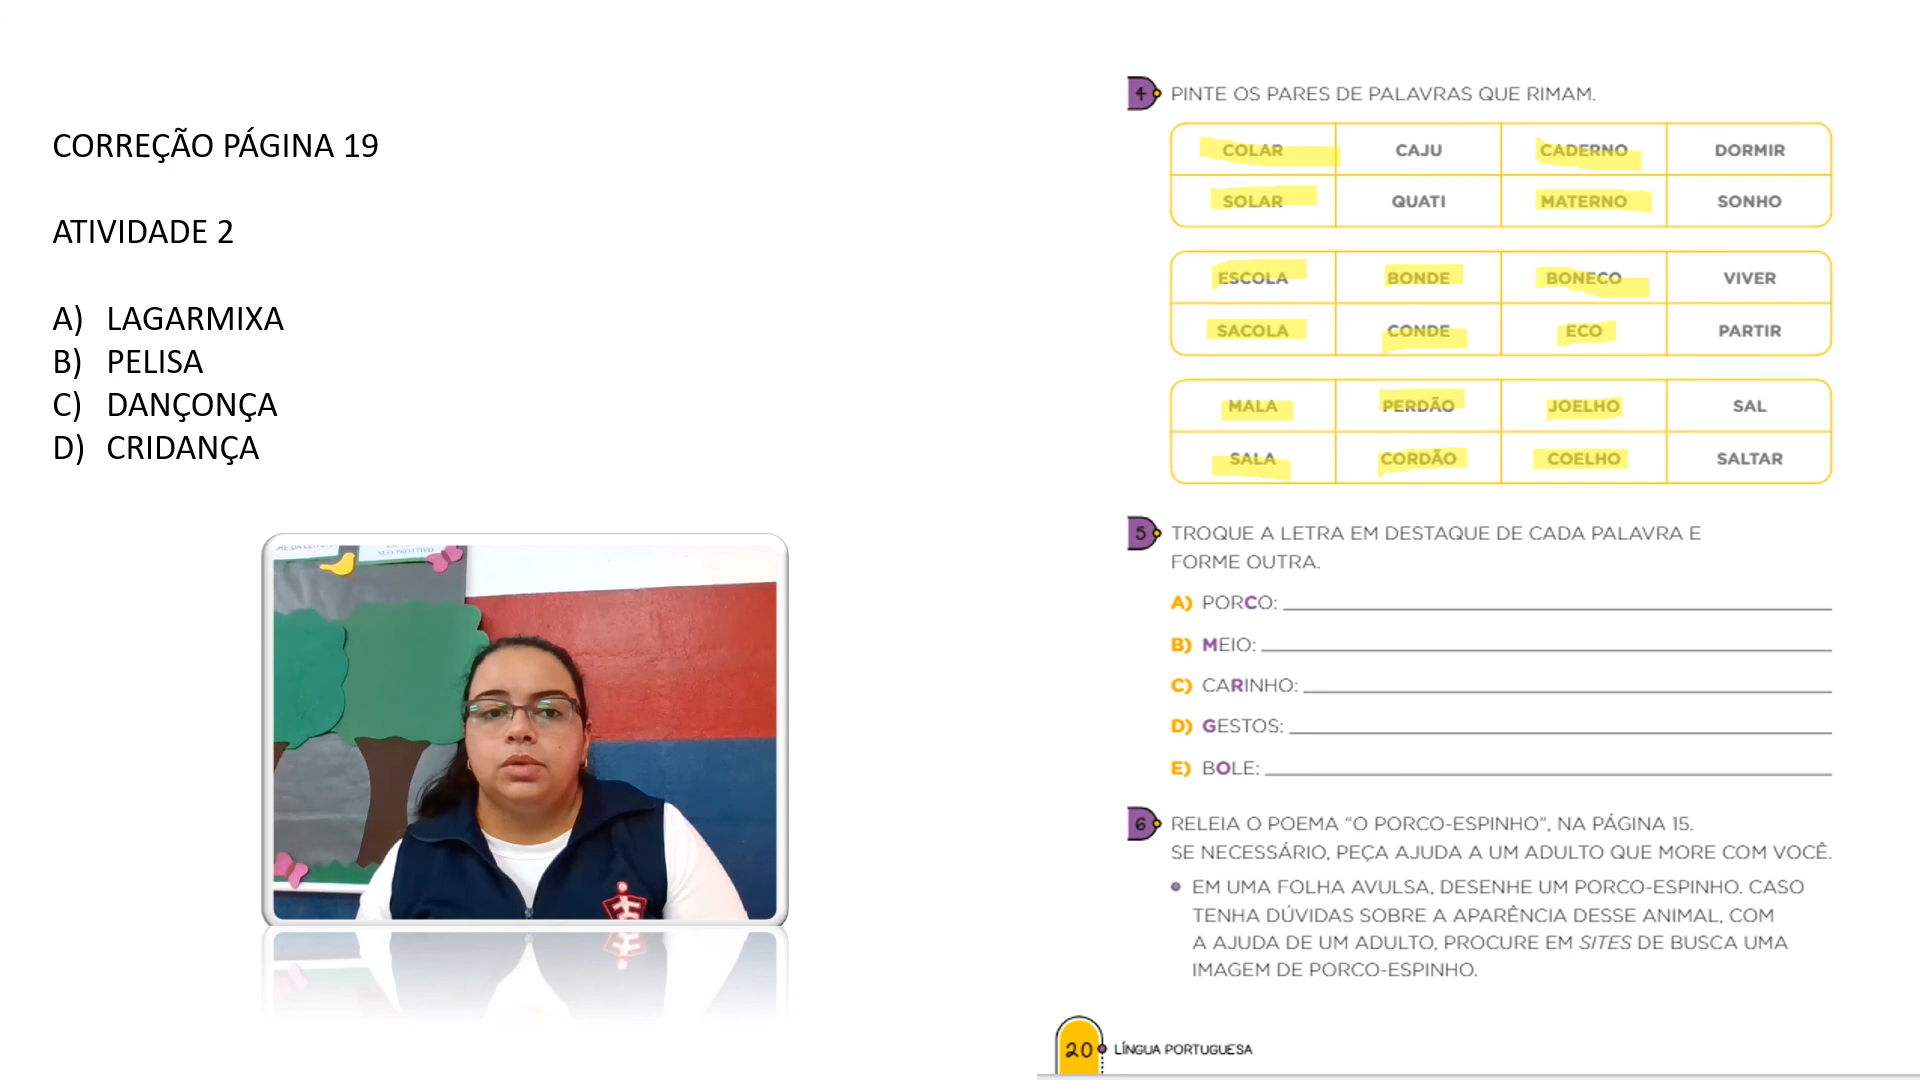 CORREÇÃO PÁGINA 19
ATIVIDADE 2
A) LAGARMIXA
B) PELISA
C) DANÇONÇA
D) CRIDANÇA
SEJA PROATIVO
4 PINTE OS PARES DE PALAVRAS QUE RIMAM.
COLAR CAJU CADERNO DORMIR
SOLAR QUATI MATERNO SONHO
ESCOLA BONDE BONECO VIVER
SACOLA CONDE ECO PARTIR
MALA PERDÃO JOELHO SAL
SALA CORDÃO COELHO SALTAR
5 TROQUE A LETRA EM DESTAQUE DE CADA PALAVRA E
FORME OUTRA.
A) PORCO:
B) MEIO:
C) CARINHO:
D) GESTOS:
E) BOLE:
6 RELEIA O POEMA “O PORCO-ESPINHO”, NA PÁGINA 15.
SE NECESSÁRIO, PEÇA AJUDA A UM ADULTO QUE MORE COM VOCÊ.
• EM UMA FOLHA AVULSA, DESENHE UM PORCO-ESPINHO. CASO
TENHA DÚVIDAS SOBRE A APARÊNCIA DESSE ANIMAL, COM
A AJUDA DE UM ADULTO, PROCURE EM SITES DE BUSCA UMA
IMAGEM DE PORCO-ESPINHO.
20 LÍNGUA PORTUGUESA